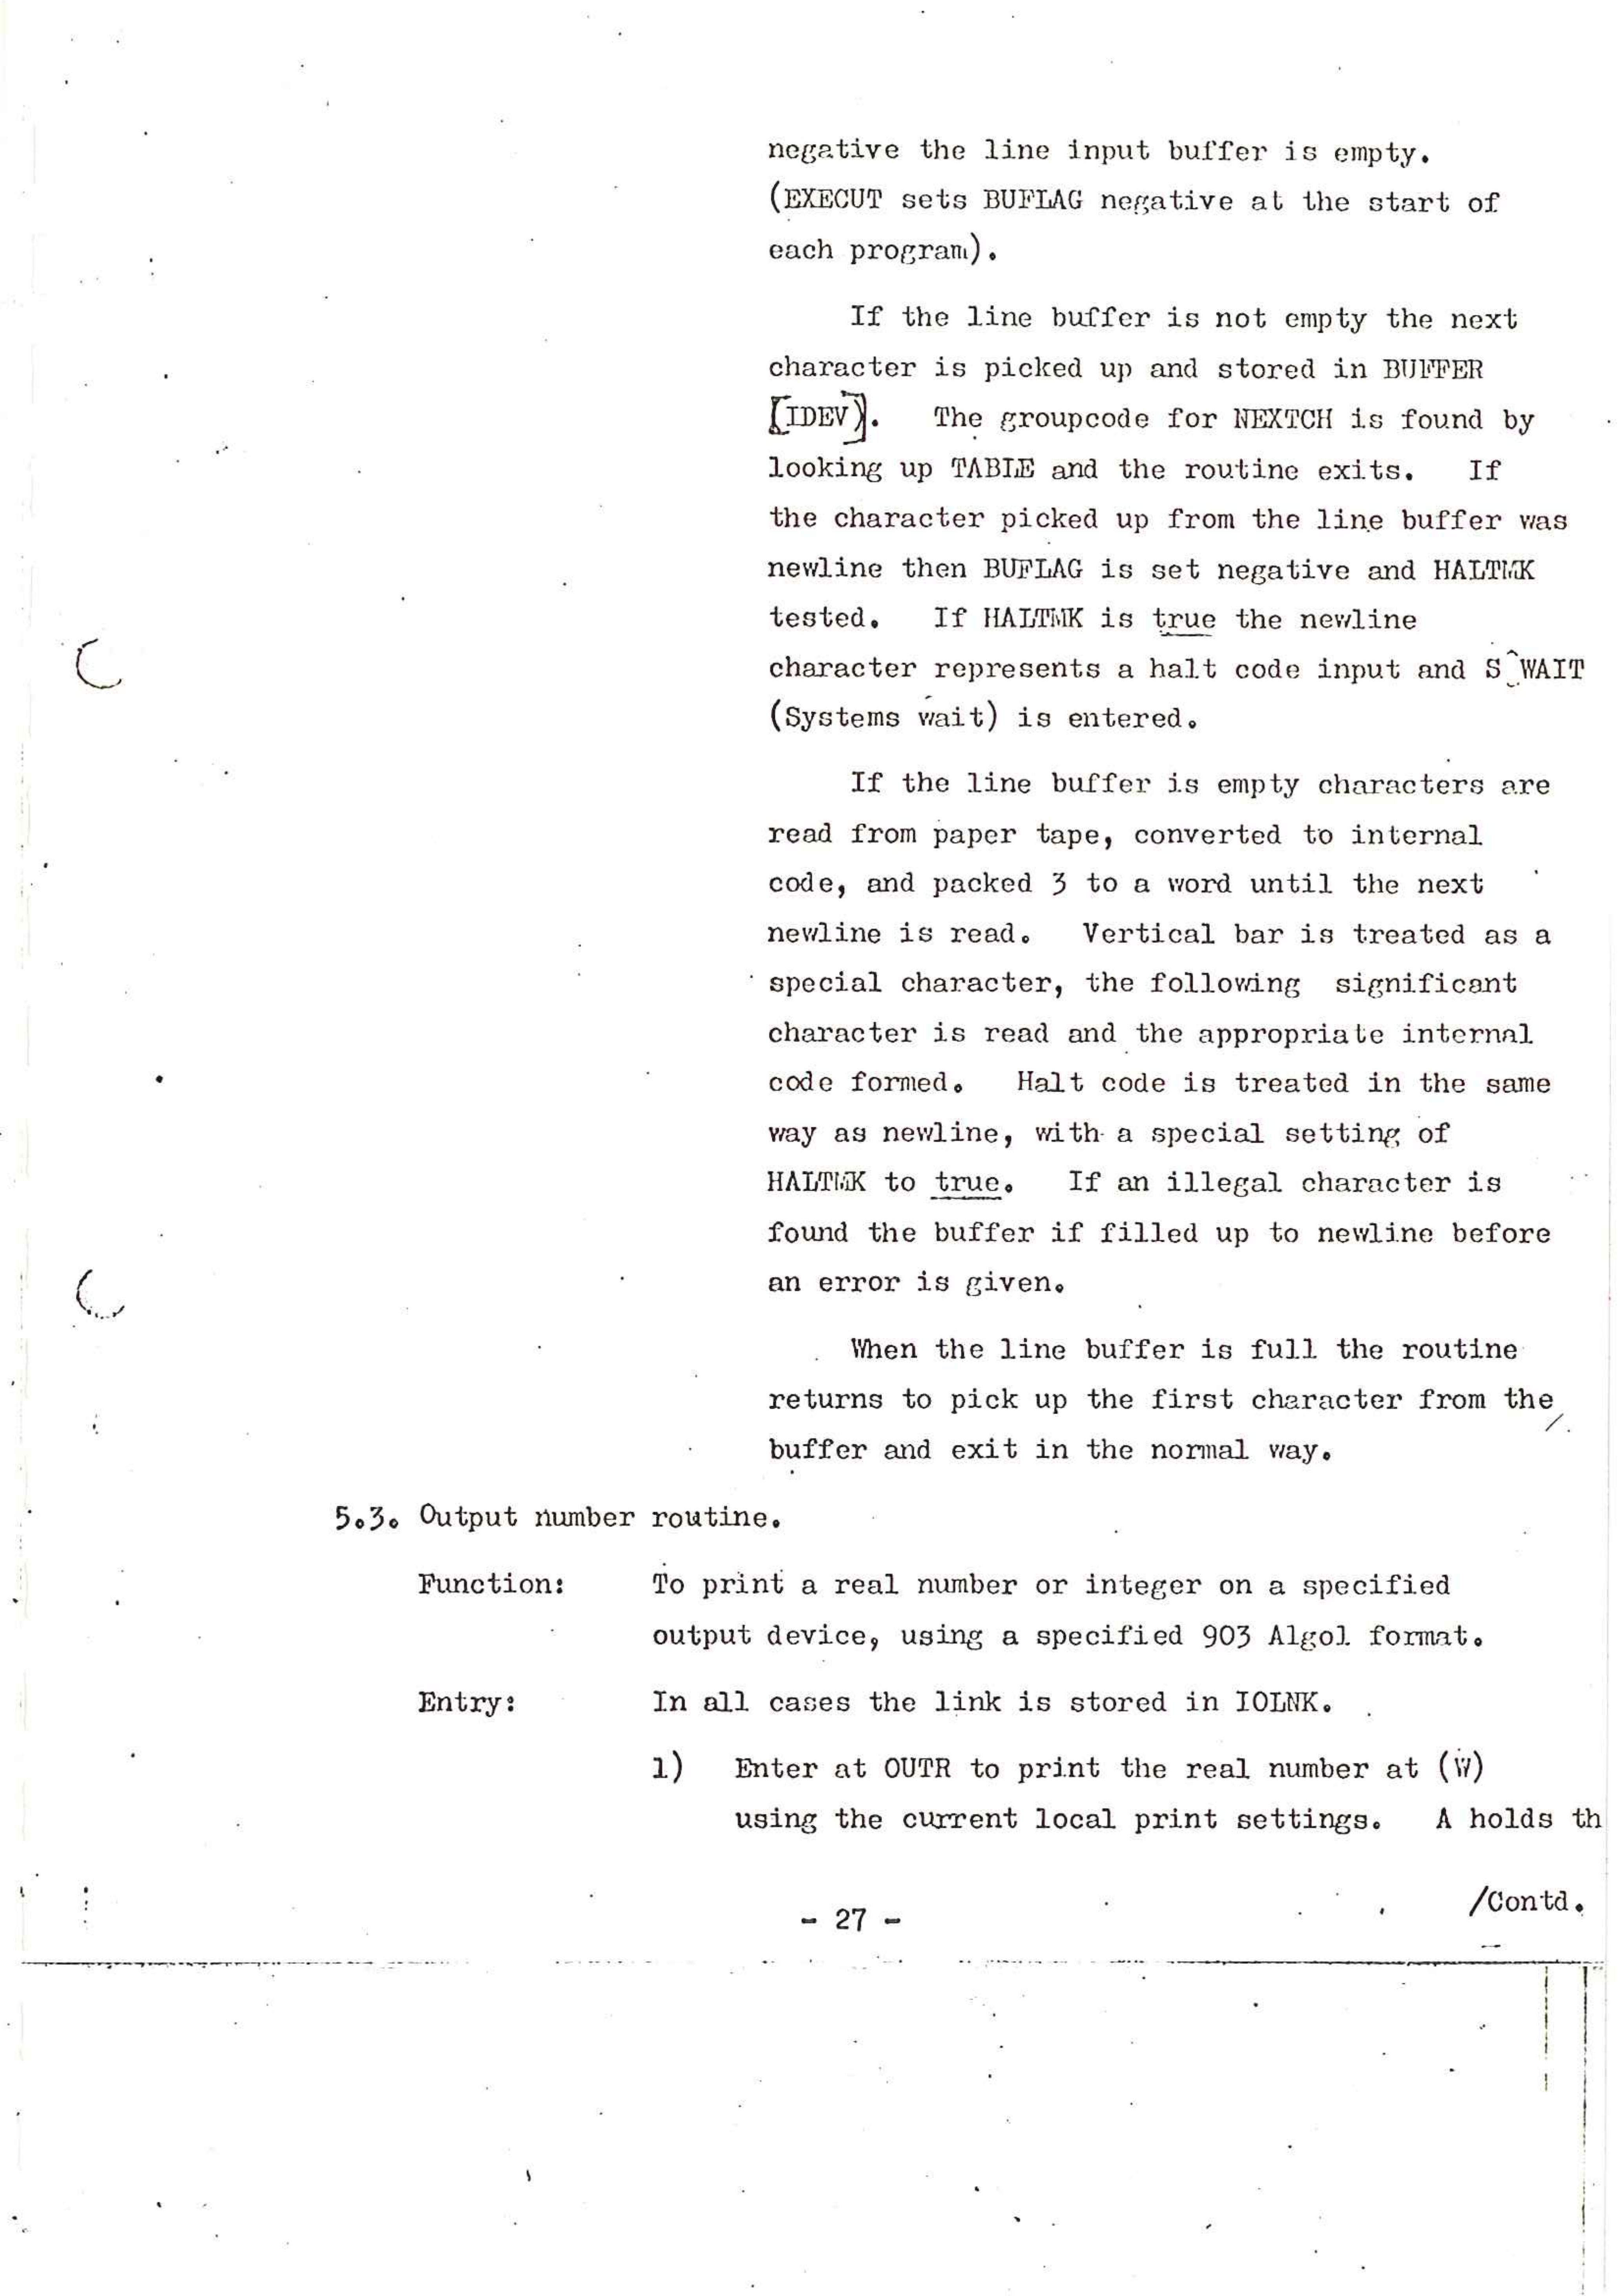 negative the line input buffer is empty.
(EXECUT sets BUFLAG negative at the start of
each program).
If the line buffer is not empty the next
character is picked up and stored in BUFFER
[IDEV]. The groupcode for NEXTCH is found by
looking up TABLE and the routine exits. If
the character picked up from the line buffer was
newline then BUFLAG is set negative and HALTMK
tested. If HALTMK is true the newline
character represents a halt code input and S WAIT
(Systems wait) is entered.
If the line buffer is empty characters are
read from paper tape, converted to internal
code, and packed 3 to a word until the next
newline is read. Vertical bar is treated as a
special character, the following significant
character is read and the appropriate internal
code formed. Halt code is treated in the same
way as newline, with a special setting of
HALTMK to true. If an illegal character is
found the buffer if filled up to newline before
an error is given.
When the line buffer is full the routine
returns to pick up the first character from the
buffer and exit in the normal way.
5.3. Output number routine.
Function: To print a real number or integer on a specified
output device, using a specified 903 Algol format.
Entry: In all cases the link is stored in IOLNK.
1) Enter at OUTR to print the real number at (W)
using the current local print settings. A holds th
/Contd.
- 27 -